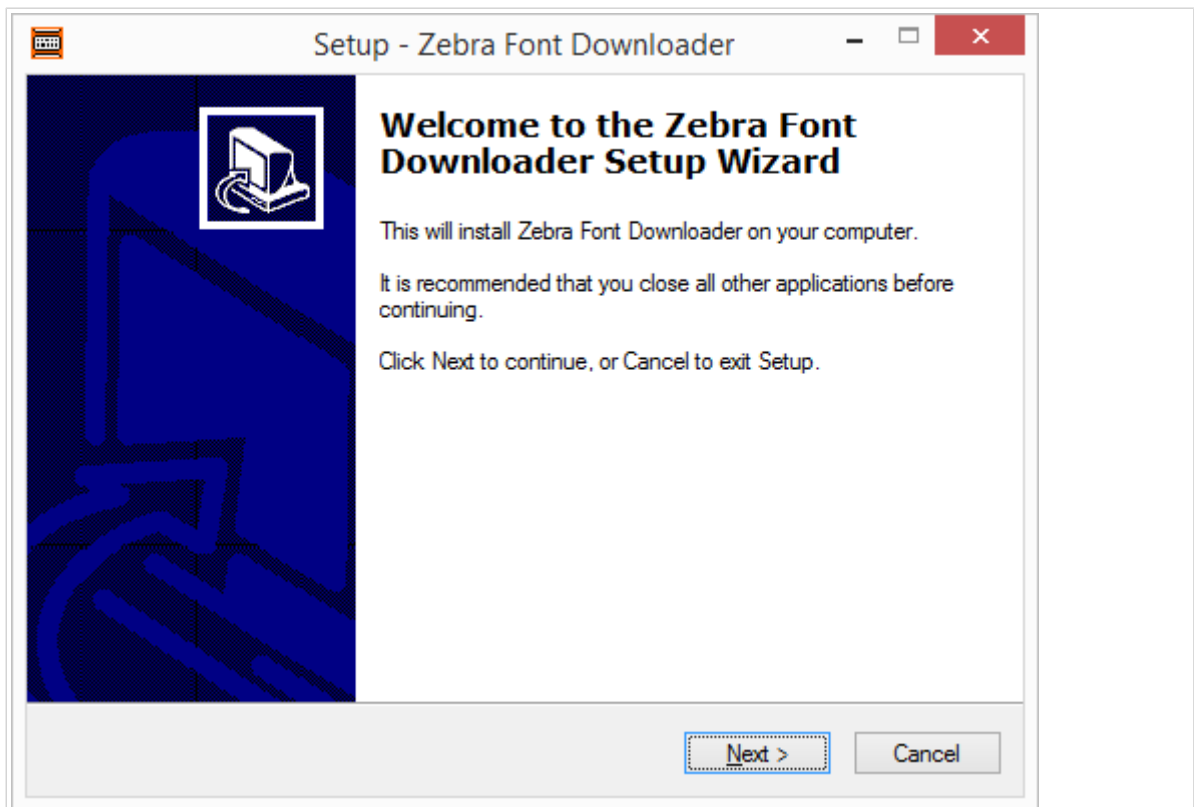 Setup - Zebra Font Downloader
Welcome to the Zebra Font
Downloader Setup Wizard
This will install Zebra Font Downloader on your computer.
It is recommended that you close all other applications before
continuing.
Click Next to continue, or Cancel to exit Setup.
Next >
Cancel